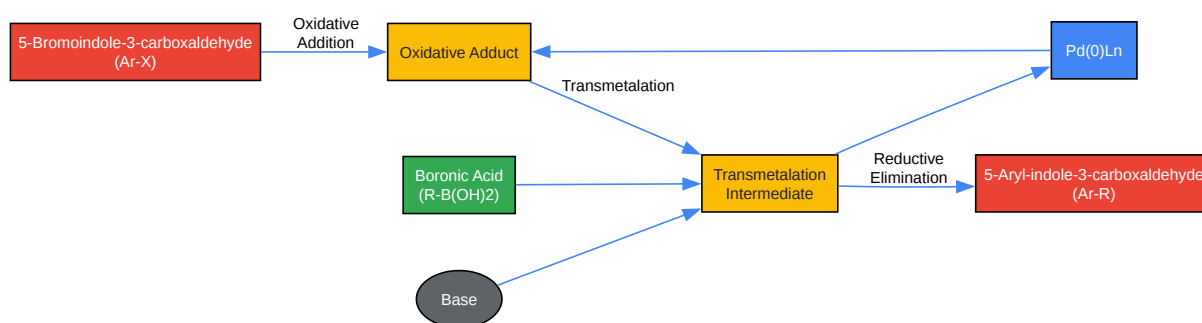 5-Bromoindole-3-carboxaldehyde
(Ar-X)
Oxidative
Addition
Oxidative Adduct
Pd(0)Ln
Transmetalation
Boronic Acid
(R-B(OH)2)
Transmetalation
Intermediate
Reductive
Elimination
5-Aryl-indole-3-carboxaldehyde
(Ar-R)
Base